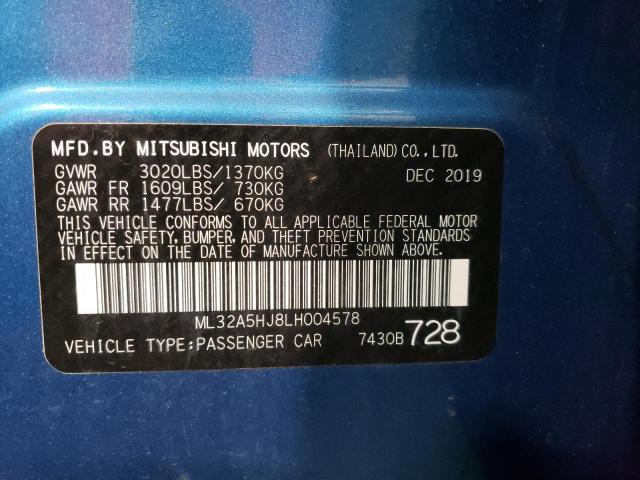 MFD.BY MITSUBISHI MOTORS (THAILAND)CO.,LTD.
GVWR 3020LBS/1370KG DEC 2019
GAWR FR 1609LBS/ 730KG
GAWR RR 1477LBS/ 670KG
THIS VEHICLE CONFORMS TO ALL APPLICABLE FEDERAL MOTOR
VEHICLE SAFETY, BUMPER, AND THEFT PREVENTION STANDARDS
IN EFFECT ON THE DATE OF MANUFACTURE SHOWN ABOVE.
ML32A5HJ8LH004578
VEHICLE TYPE:PASSENGER CAR 7430B 728